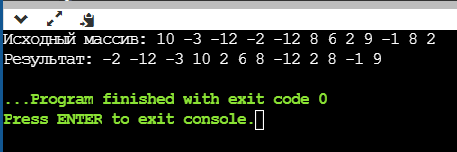 Исходный массив: 10 -3 -12 -2 -12 8 6 2 9 -1 8 2
Результат: -2 -12 -3 10 2 6 8 -12 2 8 -1 9
...Program finished with exit code 0
Press ENTER to exit console.